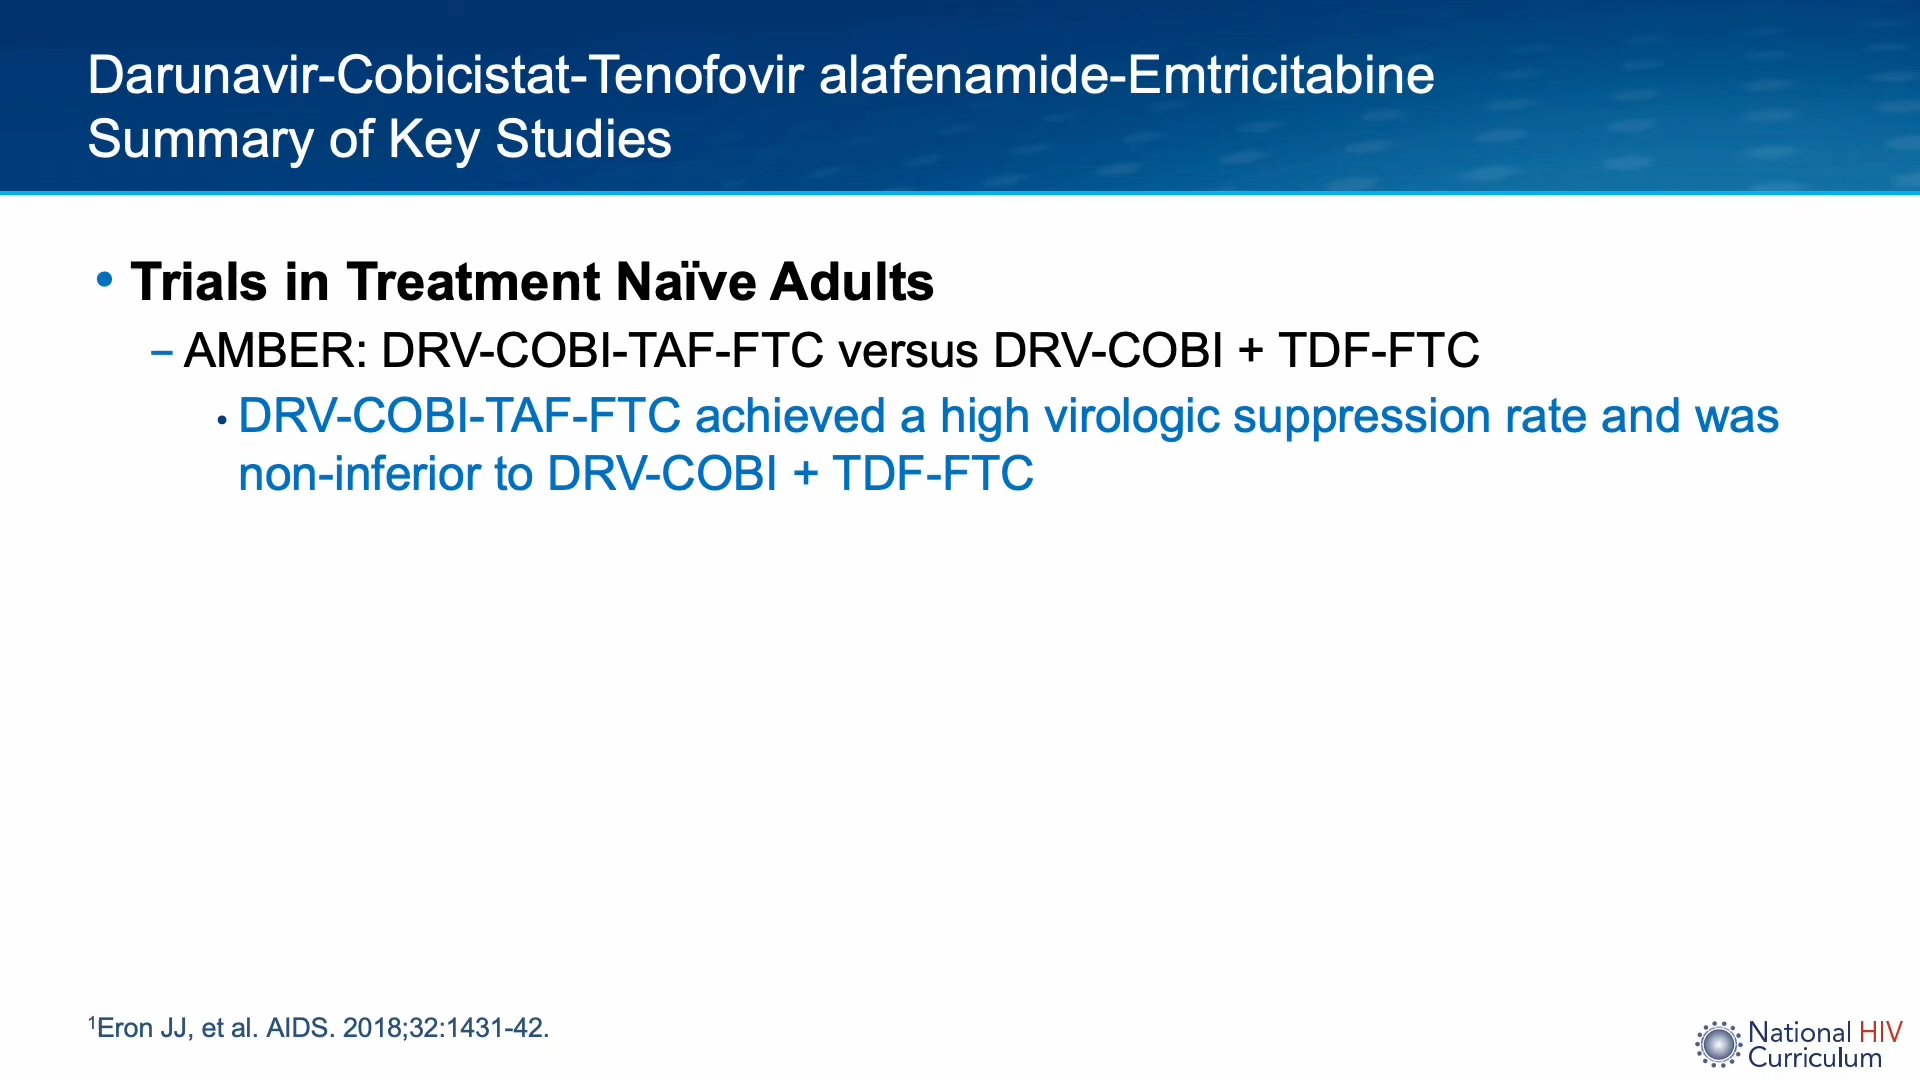 Darunavir-Cobicistat-Tenofovir alafenamide-Emtricitabine
Summary of Key Studies
• Trials in Treatment Naïve Adults
– AMBER: DRV-COBI-TAF-FTC versus DRV-COBI + TDF-FTC
• DRV-COBI-TAF-FTC achieved a high virologic suppression rate and was
non-inferior to DRV-COBI + TDF-FTC
¹Eron JJ, et al. AIDS. 2018;32:1431-42.
National HIV
Curriculum